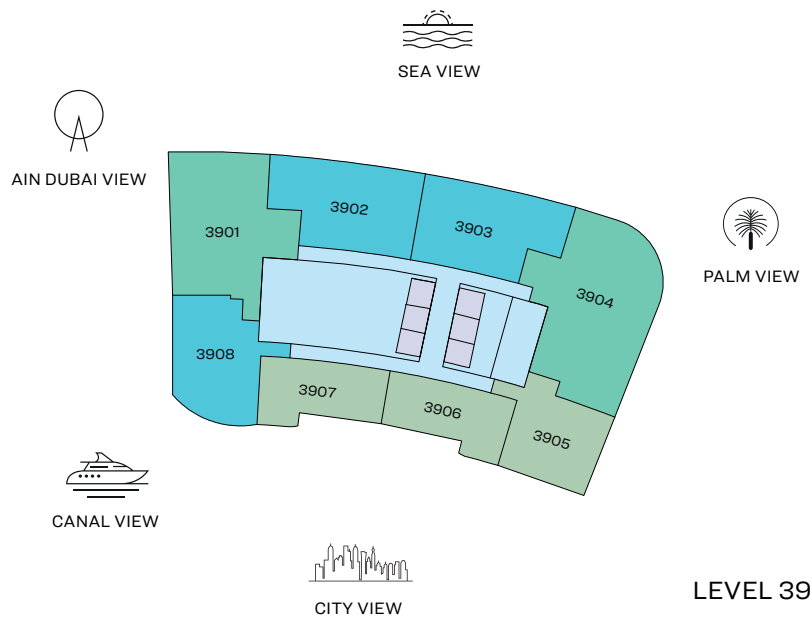 SEA VIEW
AIN DUBAI VIEW
3902
3901
3903
PALM VIEW
3904
3908
3907
3906
3905
CANAL VIEW
LEVEL 39
CITY VIEW